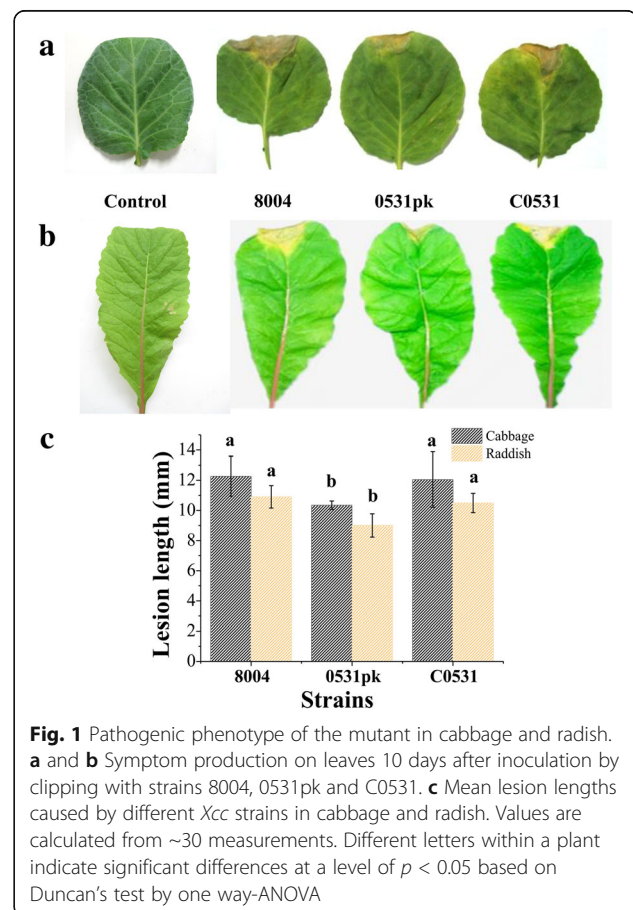 a
Control 8004 0531pk C0531
b
c
Lesion length (mm)
14
12
10
8
6
4
2
0
a
a
b
b
a
a
Cabbage
Raddish
8004 0531pk C0531
Strains
Fig. 1 Pathogenic phenotype of the mutant in cabbage and radish.
a and b Symptom production on leaves 10 days after inoculation by
clipping with strains 8004, 0531pk and C0531. c Mean lesion lengths
caused by different Xcc strains in cabbage and radish. Values are
calculated from ~30 measurements. Different letters within a plant
indicate significant differences at a level of p < 0.05 based on
Duncan's test by one way-ANOVA